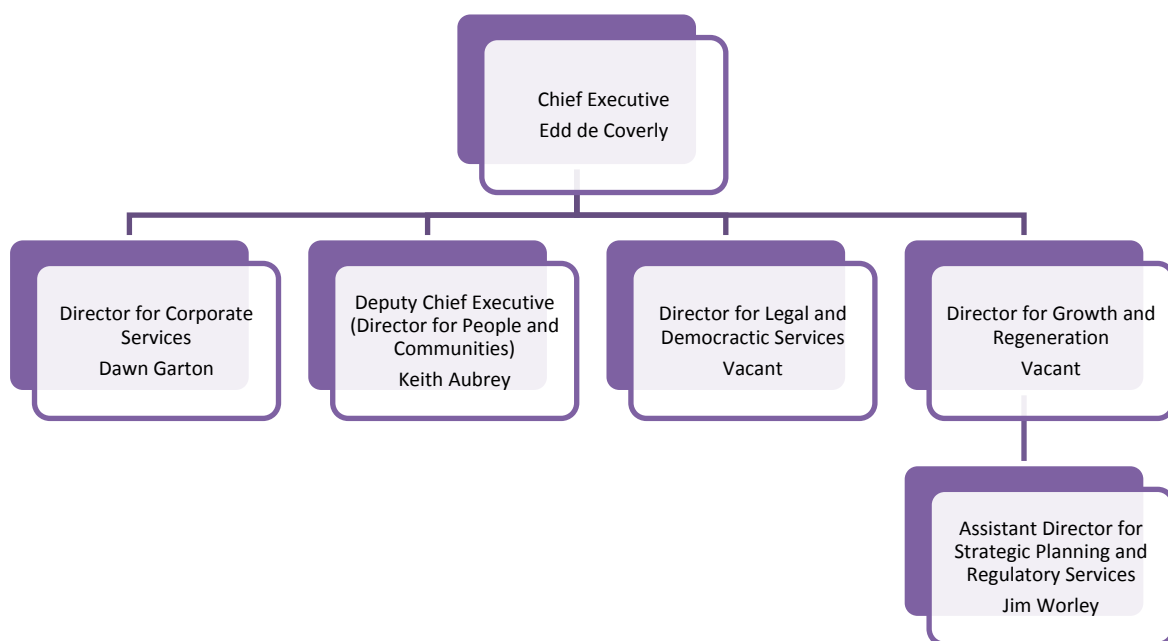 Chief Executive
Edd de Coverly
Director for Corporate
Services
Dawn Garton
Deputy Chief Executive
(Director for People and
Communities)
Keith Aubrey
Director for Legal and
Democractic Services
Vacant
Director for Growth and
Regeneration
Vacant
Assistant Director for
Strategic Planning and
Regulatory Services
Jim Worley